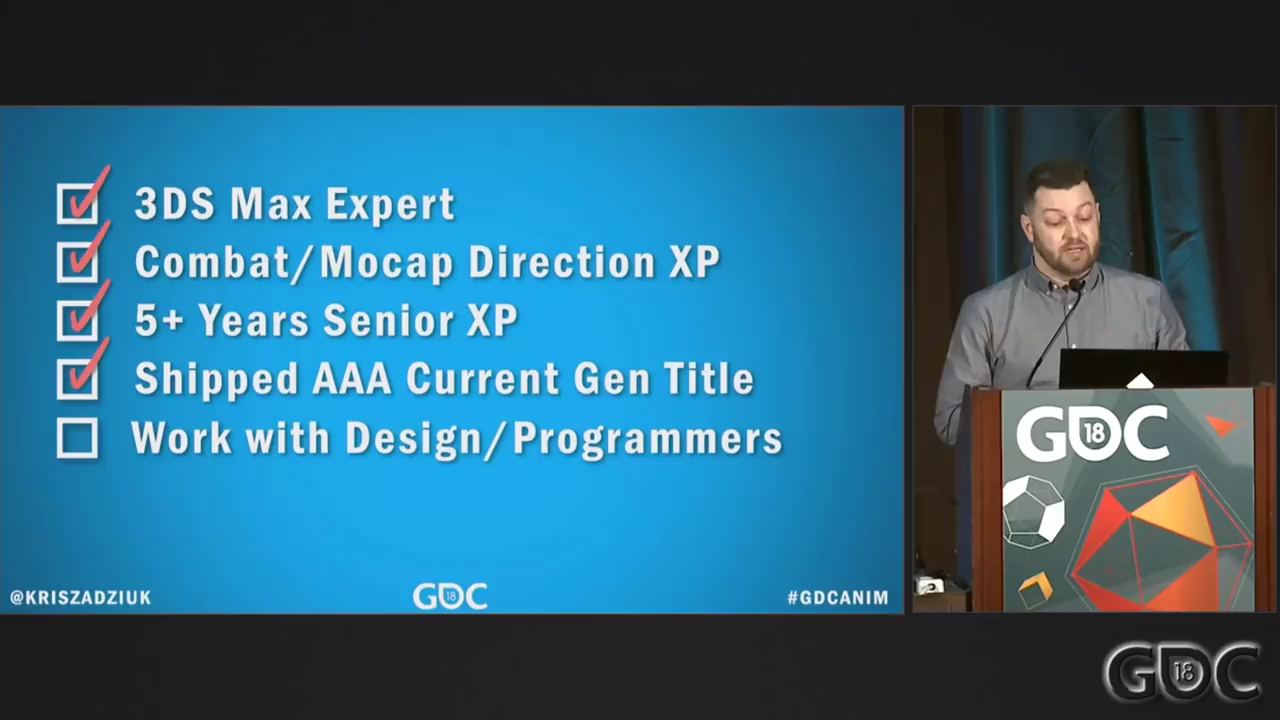 3DS Max Expert
Combat/Mocap Direction XP
5+ Years Senior XP
Shipped AAA Current Gen Title
Work with Design/Programmers
@KRISZADZIUK
GDC 18
#GDCANIM
GDC 18
GDC 18